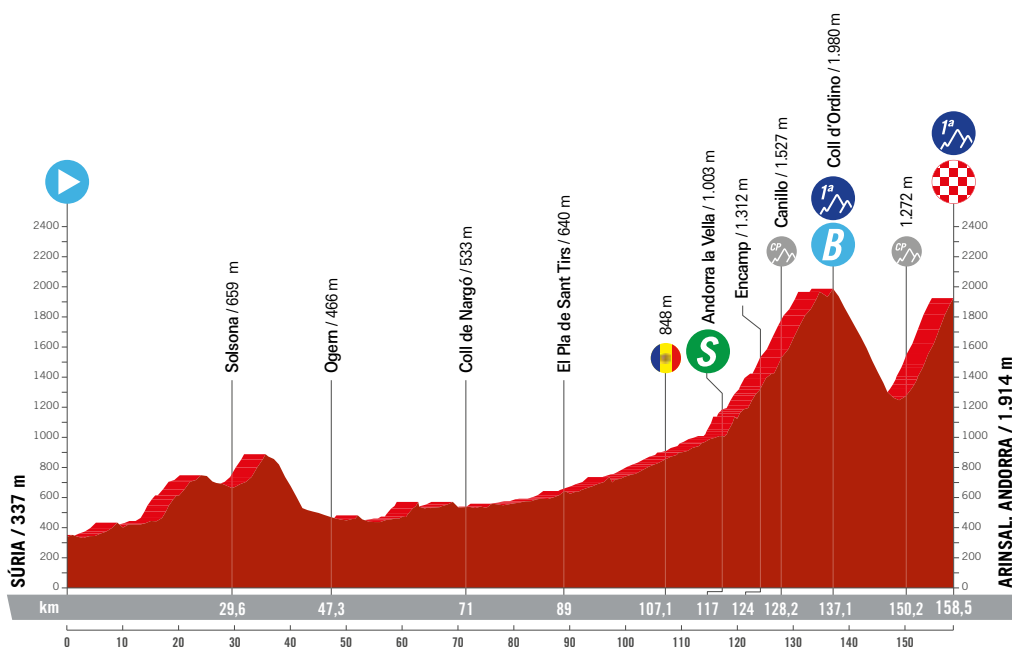 Coll d'Ordino / 1.980 m
1ª
1ª
Canillo / 1.527 m
Andorra la Vella / 1.003 m
Encamp / 1.312 m
1.272 m
El Pla de Sant Tirs / 640 m
Coll de Nargó / 533 m
Ogern / 466 m
Solsona / 659 m
848 m
CP
B
CP
S
2400 2400
2200 2200
2000 2000
1800 1800
1600 1600
1400 1400
1200 1200
1000 1000
800 800
600 600
400 400
200 200
0 0
SÚRIA / 337 m
ARINSAL. ANDORRA / 1.914 m
km 29,6 47,3 71 89 107,1 117 124 128,2 137,1 150,2 158,5
0 10 20 30 40 50 60 70 80 90 100 110 120 130 140 150